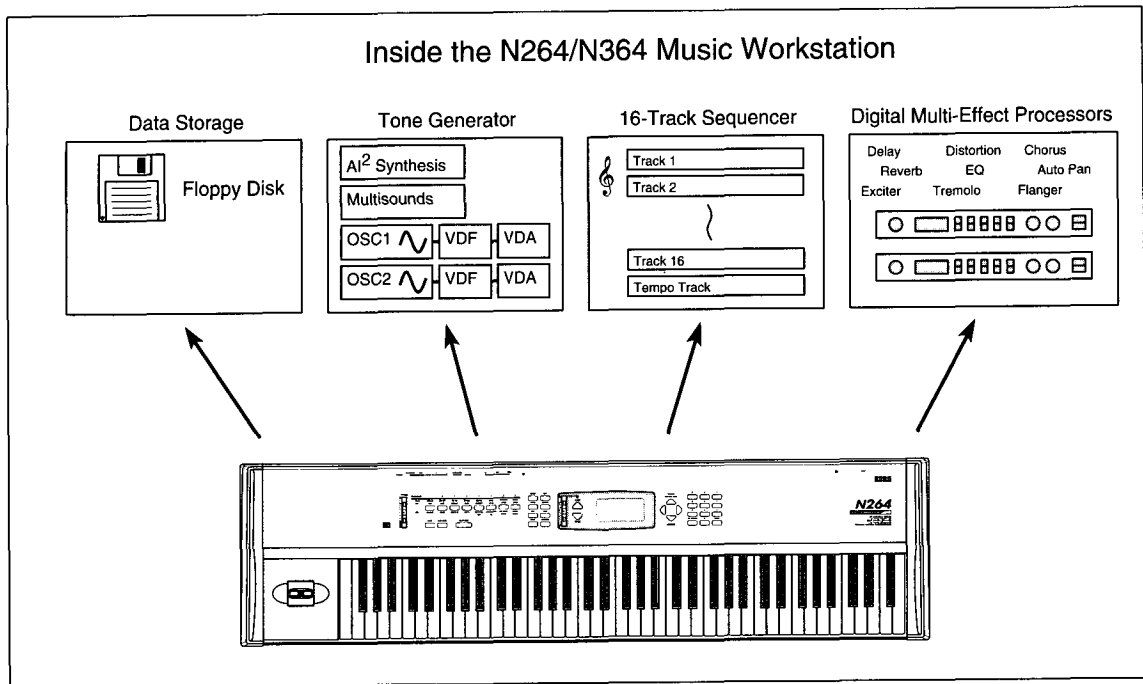 Inside the N264/N364 Music Workstation
Data Storage
Floppy Disk
Tone Generator
AI² Synthesis
Multisounds
OSC1 VDF VDA
OSC2 VDF VDA
16-Track Sequencer
Track 1
Track 2
Track 16
Tempo Track
Digital Multi-Effect Processors
Delay Distortion Chorus
Reverb EQ Auto Pan
Exciter Tremolo Flanger
N264